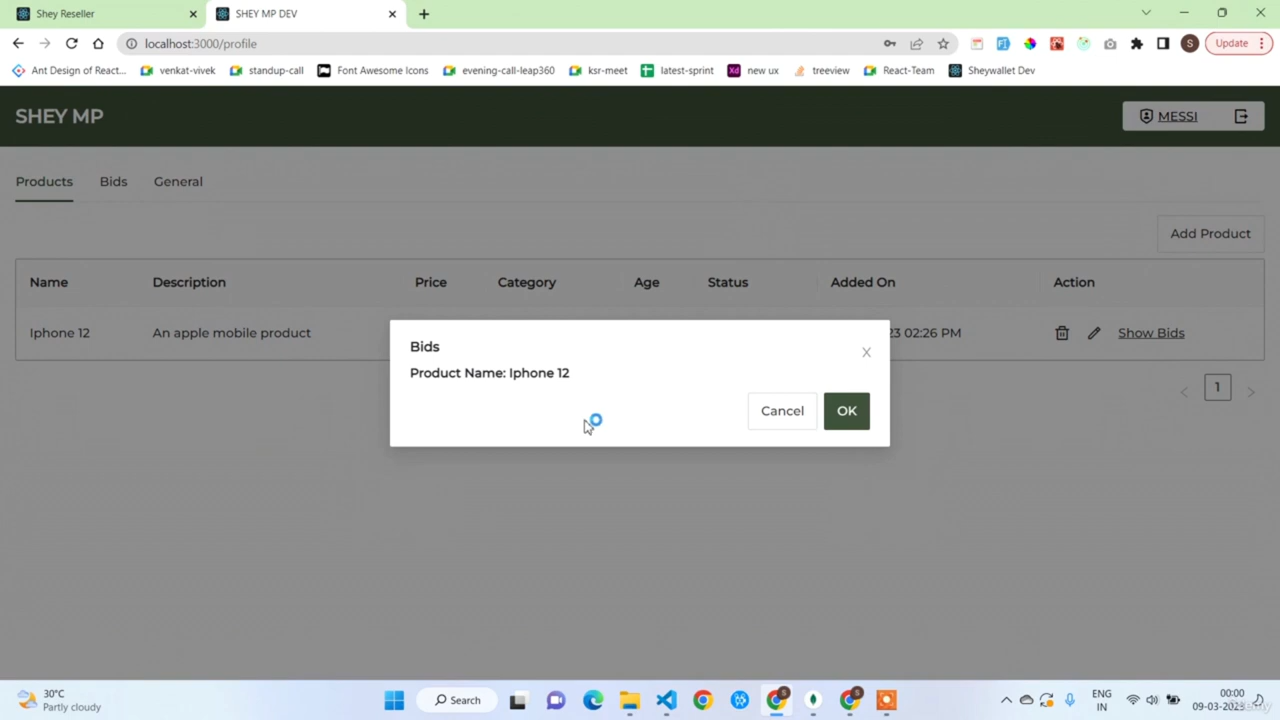 Shey Reseller
SHEY MP DEV
localhost:3000/profile
S
Update
Ant Design of React...
venkat-vivek
standup-call
Font Awesome Icons
evening-call-leap360
ksr-meet
latest-sprint
Xd
new ux
treeview
React-Team
Sheywallet Dev
SHEY MP
MESSI
Products
Bids
General
Add Product
Name
Description
Price
Category
Age
Status
Added On
Action
Iphone 12
An apple mobile product
23 02:26 PM
Show Bids
Bids
X
Product Name: Iphone 12
Cancel
OK
1
30°C
Partly cloudy
Search
ENG
IN
00:00
09-03-2023